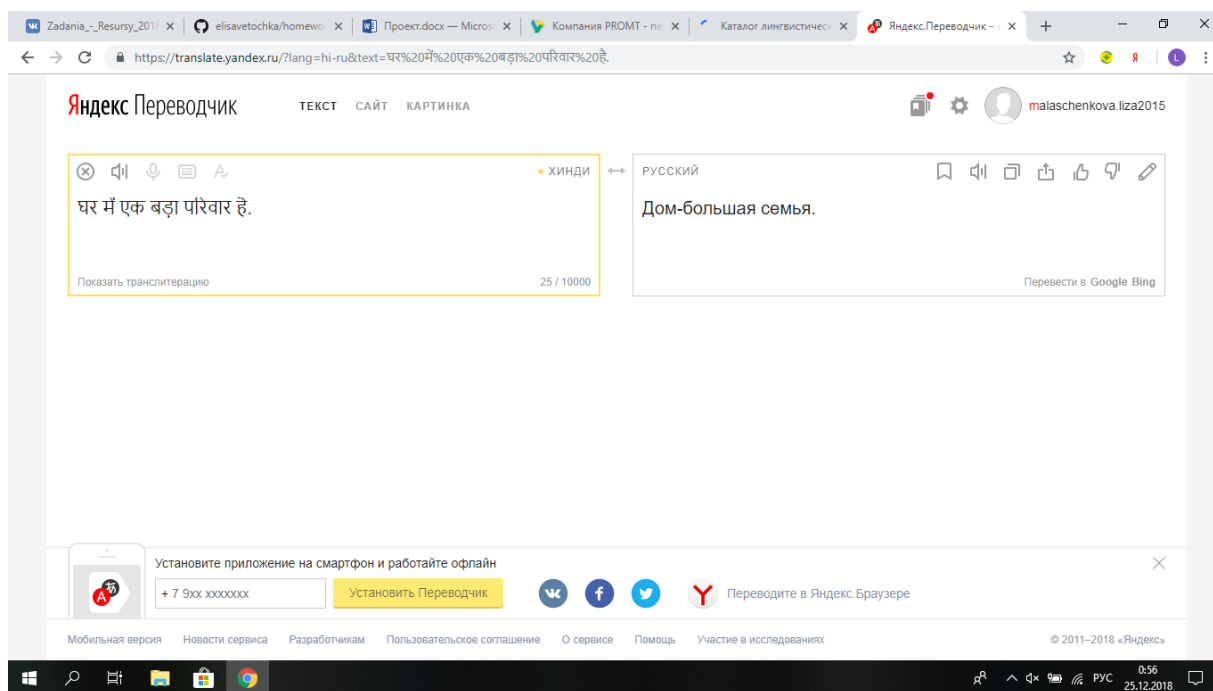 Zadania_-_Resursy_201
elisavetochka/homewo
Проект.docx — Micros
Компания PROMT - пе
Каталог лингвистическ
Яндекс.Переводчик –
https://translate.yandex.ru/?lang=hi-ru&text=घर%20में%20एक%20बड़ा%20परिवार%20है.
Яндекс Переводчик
ТЕКСТ САЙТ КАРТИНКА
malaschenkova.liza2015
ХИНДИ
РУССКИЙ
घर में एक बड़ा परिवार है.
Дом-большая семья.
Показать транслитерацию
25 / 10000
Перевести в Google Bing
Установите приложение на смартфон и работайте офлайн
+ 7 9xx xxxxxxx
Установить Переводчик
Переводите в Яндекс.Браузере
Мобильная версия Новости сервиса Разработчикам Пользовательское соглашение О сервисе Помощь Участие в исследованиях
© 2011–2018 «Яндекс»
РУС
0:56
25.12.2018